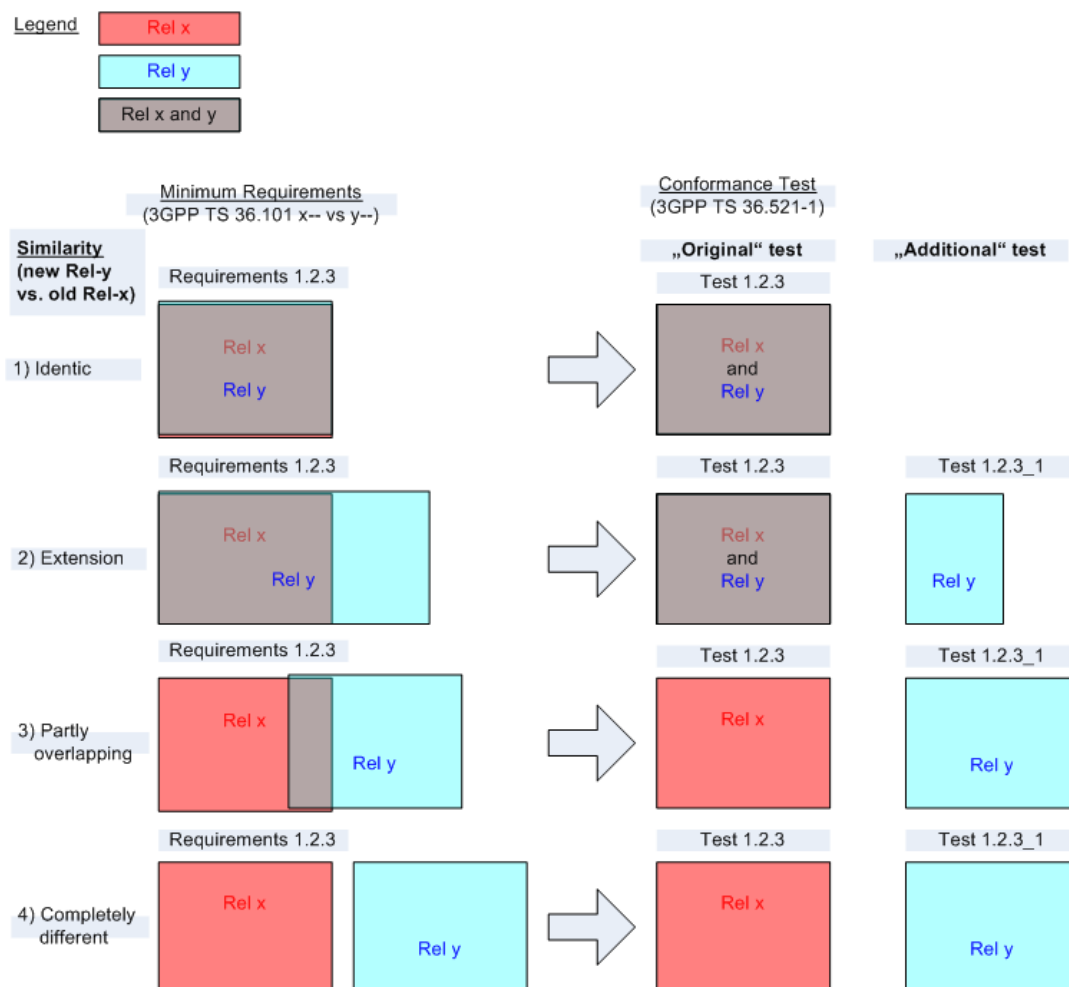 Legend
Rel x
Rel y
Rel x and y
Minimum Requirements
(3GPP TS 36.101 x-- vs y--)
Conformance Test
(3GPP TS 36.521-1)
Similarity
(new Rel-y
vs. old Rel-x)
„Original“ test
„Additional“ test
Requirements 1.2.3
Test 1.2.3
1) Identic
Rel x
Rel y
Rel x
and
Rel y
Requirements 1.2.3
Test 1.2.3
Test 1.2.3_1
2) Extension
Rel x
Rel y
Rel x
and
Rel y
Rel y
Requirements 1.2.3
Test 1.2.3
Test 1.2.3_1
3) Partly
overlapping
Rel x
Rel y
Rel x
Rel y
Requirements 1.2.3
Test 1.2.3
Test 1.2.3_1
4) Completely
different
Rel x
Rel y
Rel x
Rel y